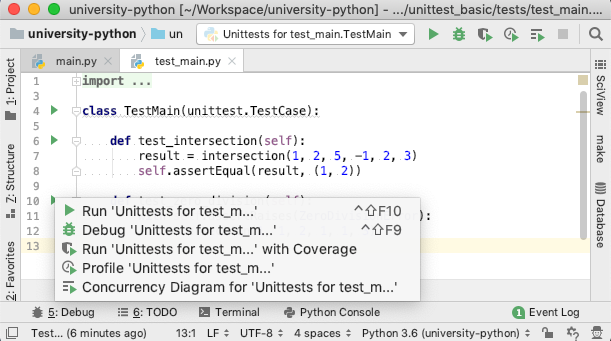 university-python [~/Workspace/university-python] - .../unittest_basic/tests/test_main....
university-python
un
Unittests for test_main.TestMain
main.py
test_main.py
1: Project
Z: Structure
2: Favorites
1 import ...
3
4 class TestMain(unittest.TestCase):
5
6 def test_intersection(self):
7 result = intersection(1, 2, 5, -1, 2, 3)
8 self.assertEqual(result, (1, 2))
9
10
11
12
13
Run 'Unittests for test_m...' ^⇧F10
Debug 'Unittests for test_m...' ^⇧F9
Run 'Unittests for test_m...' with Coverage
Profile 'Unittests for test_m...'
Concurrency Diagram for 'Unittests for test_m...'
SciView
make
Database
5: Debug
6: TODO
Terminal
Python Console
1 Event Log
Test... (6 minutes ago)
13:1
LF
UTF-8
4 spaces
Python 3.6 (university-python)